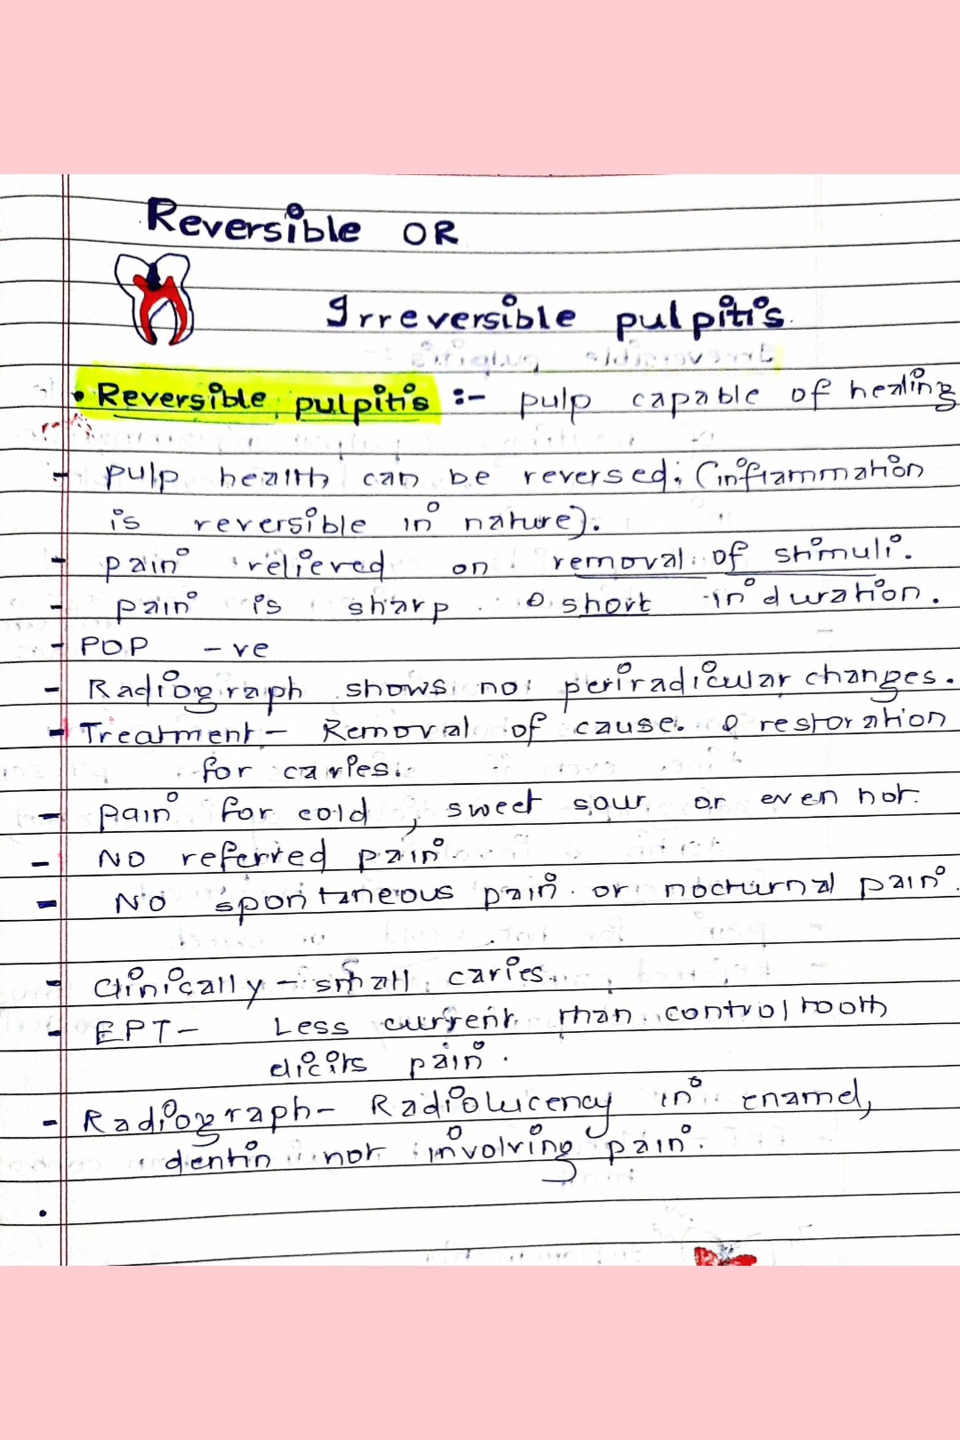 Reversible OR
Irreversible pulpitis.
• Reversible pulpitis :- pulp capable of healing
- pulp health can be reversed. (inflammation
is reversible in nature).
- pain relieved on removal of stimuli.
- pain is sharp & short in duration.
- POP -ve
- Radiograph shows no periradicular changes.
- Treatment - Removal of cause. & restoration
for caries.
- pain for cold, sweet sour or even hot.
- No referred pain.
- No spontaneous pain or nocturnal pain.
- Clinically - small caries.
- EPT - Less current than control tooth
elicits pain.
- Radiograph - Radiolucency in enamel,
dentin not involving pain.
•